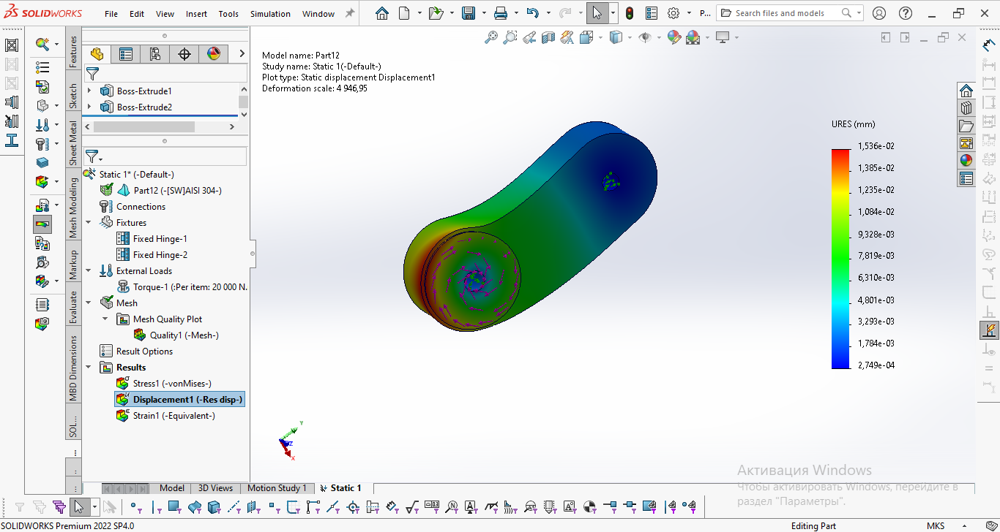 SOLIDWORKS File Edit View Insert Tools Simulation Window P... Search files and models
Features
Sketch
Sheet Metal
Mesh Modeling
Markup
Evaluate
MBD Dimensions
SOL...
Boss-Extrude1
Boss-Extrude2
Static 1* (-Default-)
Part12 (-[SW]AISI 304-)
Connections
Fixtures
Fixed Hinge-1
Fixed Hinge-2
External Loads
Torque-1 (:Per item: 20 000 N.
Mesh
Mesh Quality Plot
Quality1 (-Mesh-)
Result Options
Results
Stress1 (-vonMises-)
Displacement1 (-Res disp-)
Strain1 (-Equivalent-)
Model name: Part12
Study name: Static 1(-Default-)
Plot type: Static displacement Displacement1
Deformation scale: 4 946,95
URES (mm)
1,536e-02
1,385e-02
1,235e-02
1,084e-02
9,328e-03
7,819e-03
6,310e-03
4,801e-03
3,293e-03
1,784e-03
2,749e-04
Y
Z
X
Активация Windows
Чтобы активировать Windows, перейдите в
раздел "Параметры".
Model 3D Views Motion Study 1 Static 1
SOLIDWORKS Premium 2022 SP4.0 Editing Part MKS